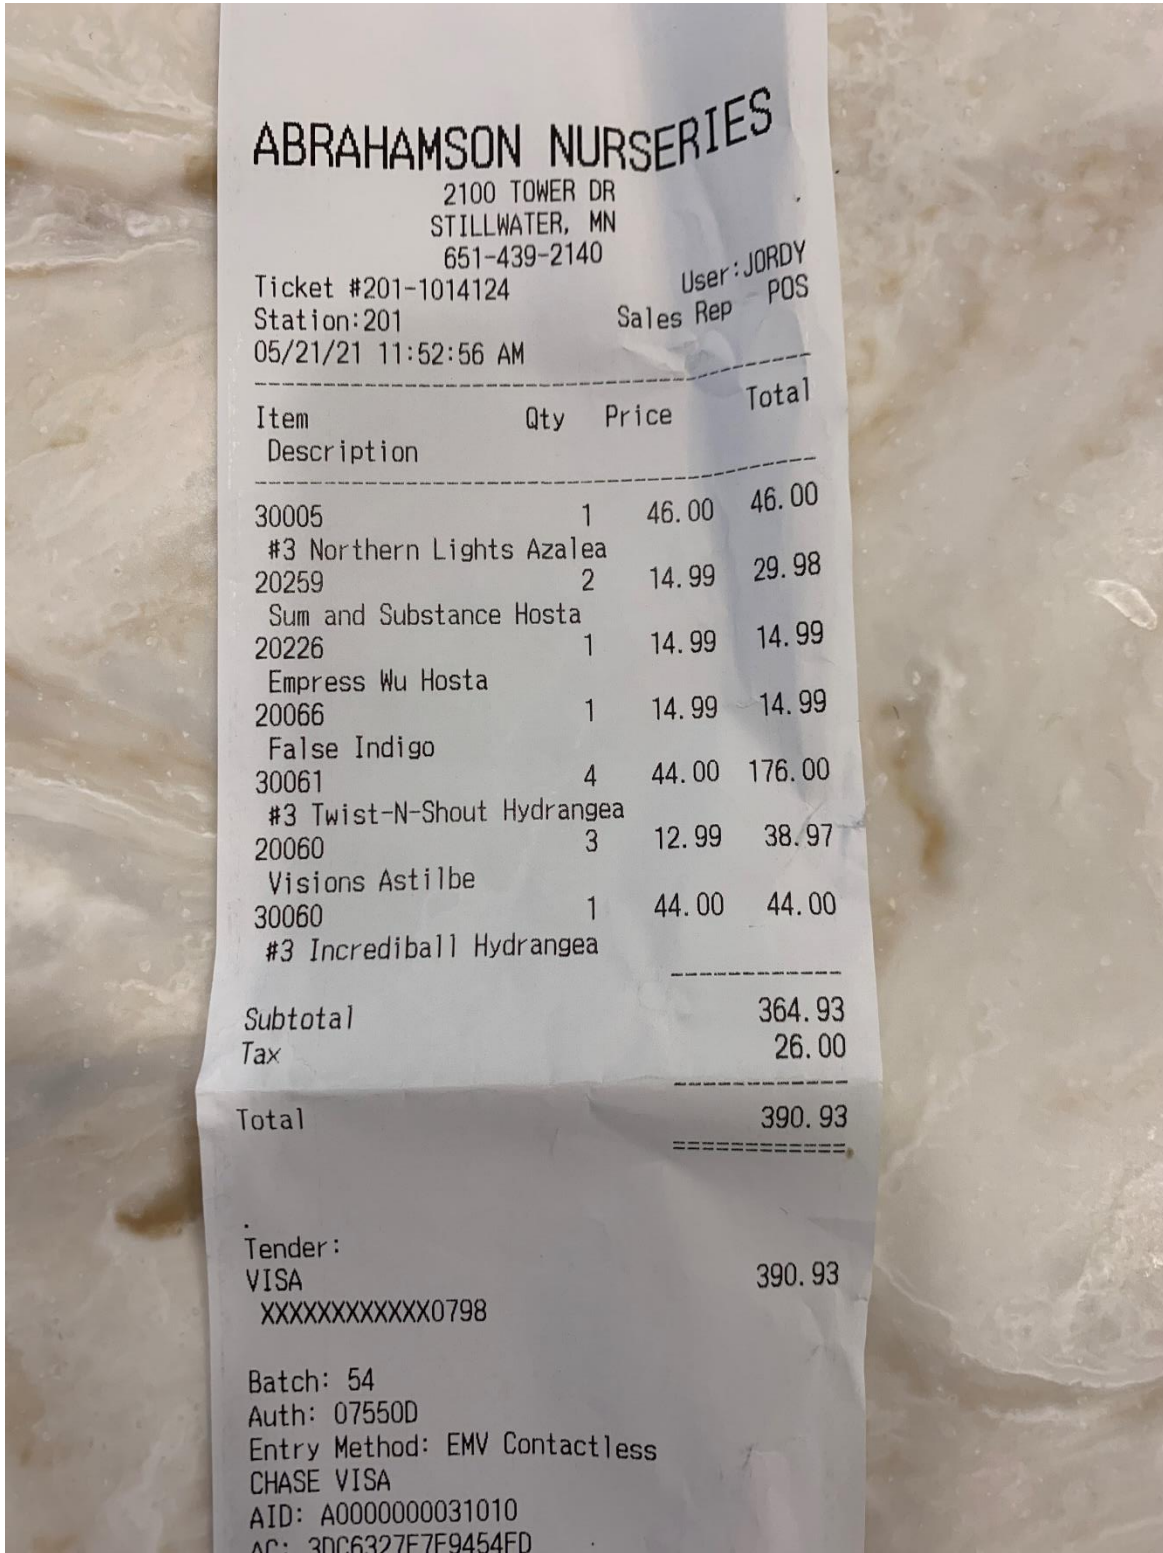 ABRAHAMSON NURSERIES
2100 TOWER DR
STILLWATER, MN
651-439-2140
Ticket #201-1014124 User:JORDY
Station:201 Sales Rep POS
05/21/21 11:52:56 AM
Item Qty Price Total
Description
30005 1 46.00 46.00
#3 Northern Lights Azalea
20259 2 14.99 29.98
Sum and Substance Hosta
20226 1 14.99 14.99
Empress Wu Hosta
20066 1 14.99 14.99
False Indigo
30061 4 44.00 176.00
#3 Twist-N-Shout Hydrangea
20060 3 12.99 38.97
Visions Astilbe
30060 1 44.00 44.00
#3 Incrediball Hydrangea
Subtotal 364.93
Tax 26.00
Total 390.93
.
Tender:
VISA 390.93
XXXXXXXXXXXX0798
Batch: 54
Auth: 07550D
Entry Method: EMV Contactless
CHASE VISA
AID: A0000000031010
AC: